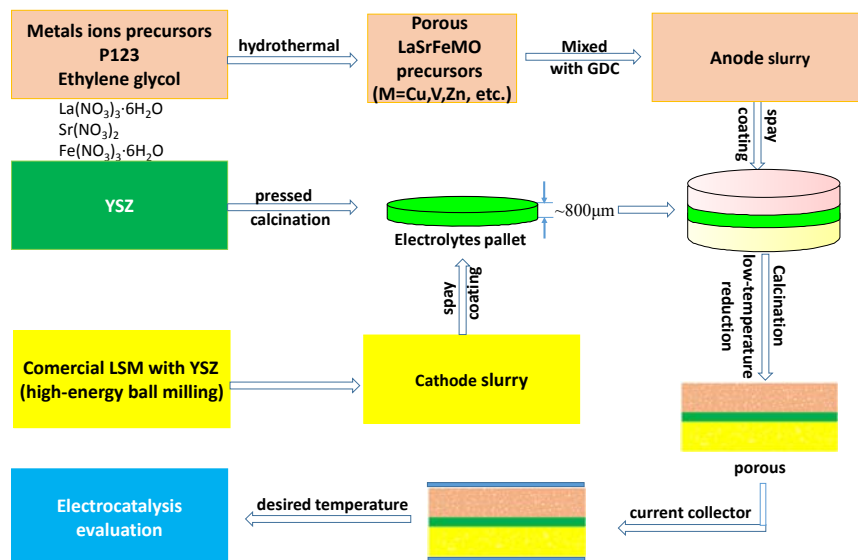 Metals ions precursors
P123
Ethylene glycol
hydrothermal
Porous
LaSrFeMO
precursors
(M=Cu,V,Zn, etc.)
Mixed
with GDC
Anode slurry
La(NO₃)₃·6H₂O
Sr(NO₃)₂
Fe(NO₃)₃·6H₂O
spay
coating
YSZ
pressed
calcination
~800μm
Electrolytes pallet
spay
coating
Calcination
low-temperature
reduction
Comercial LSM with YSZ
(high-energy ball milling)
Cathode slurry
porous
Electrocatalysis
evaluation
desired temperature
current collector